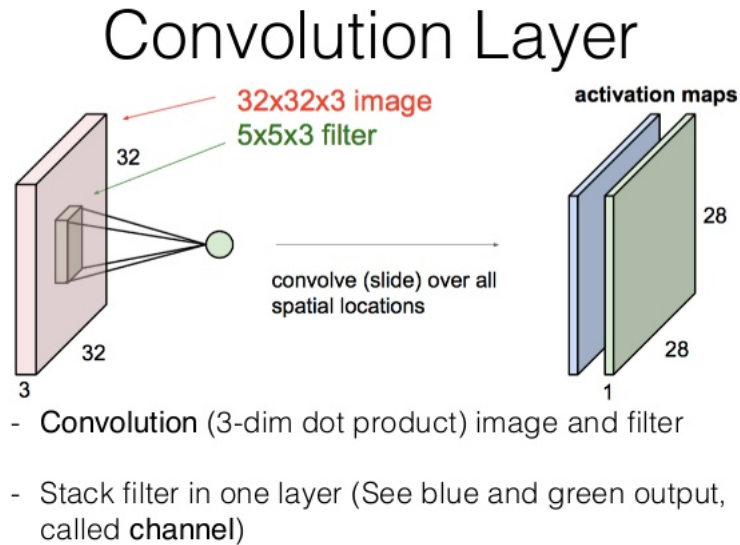 Convolution Layer
32x32x3 image
5x5x3 filter
activation maps
32
28
convolve (slide) over all
spatial locations
32
28
3
1
- Convolution (3-dim dot product) image and filter
- Stack filter in one layer (See blue and green output,
called channel)